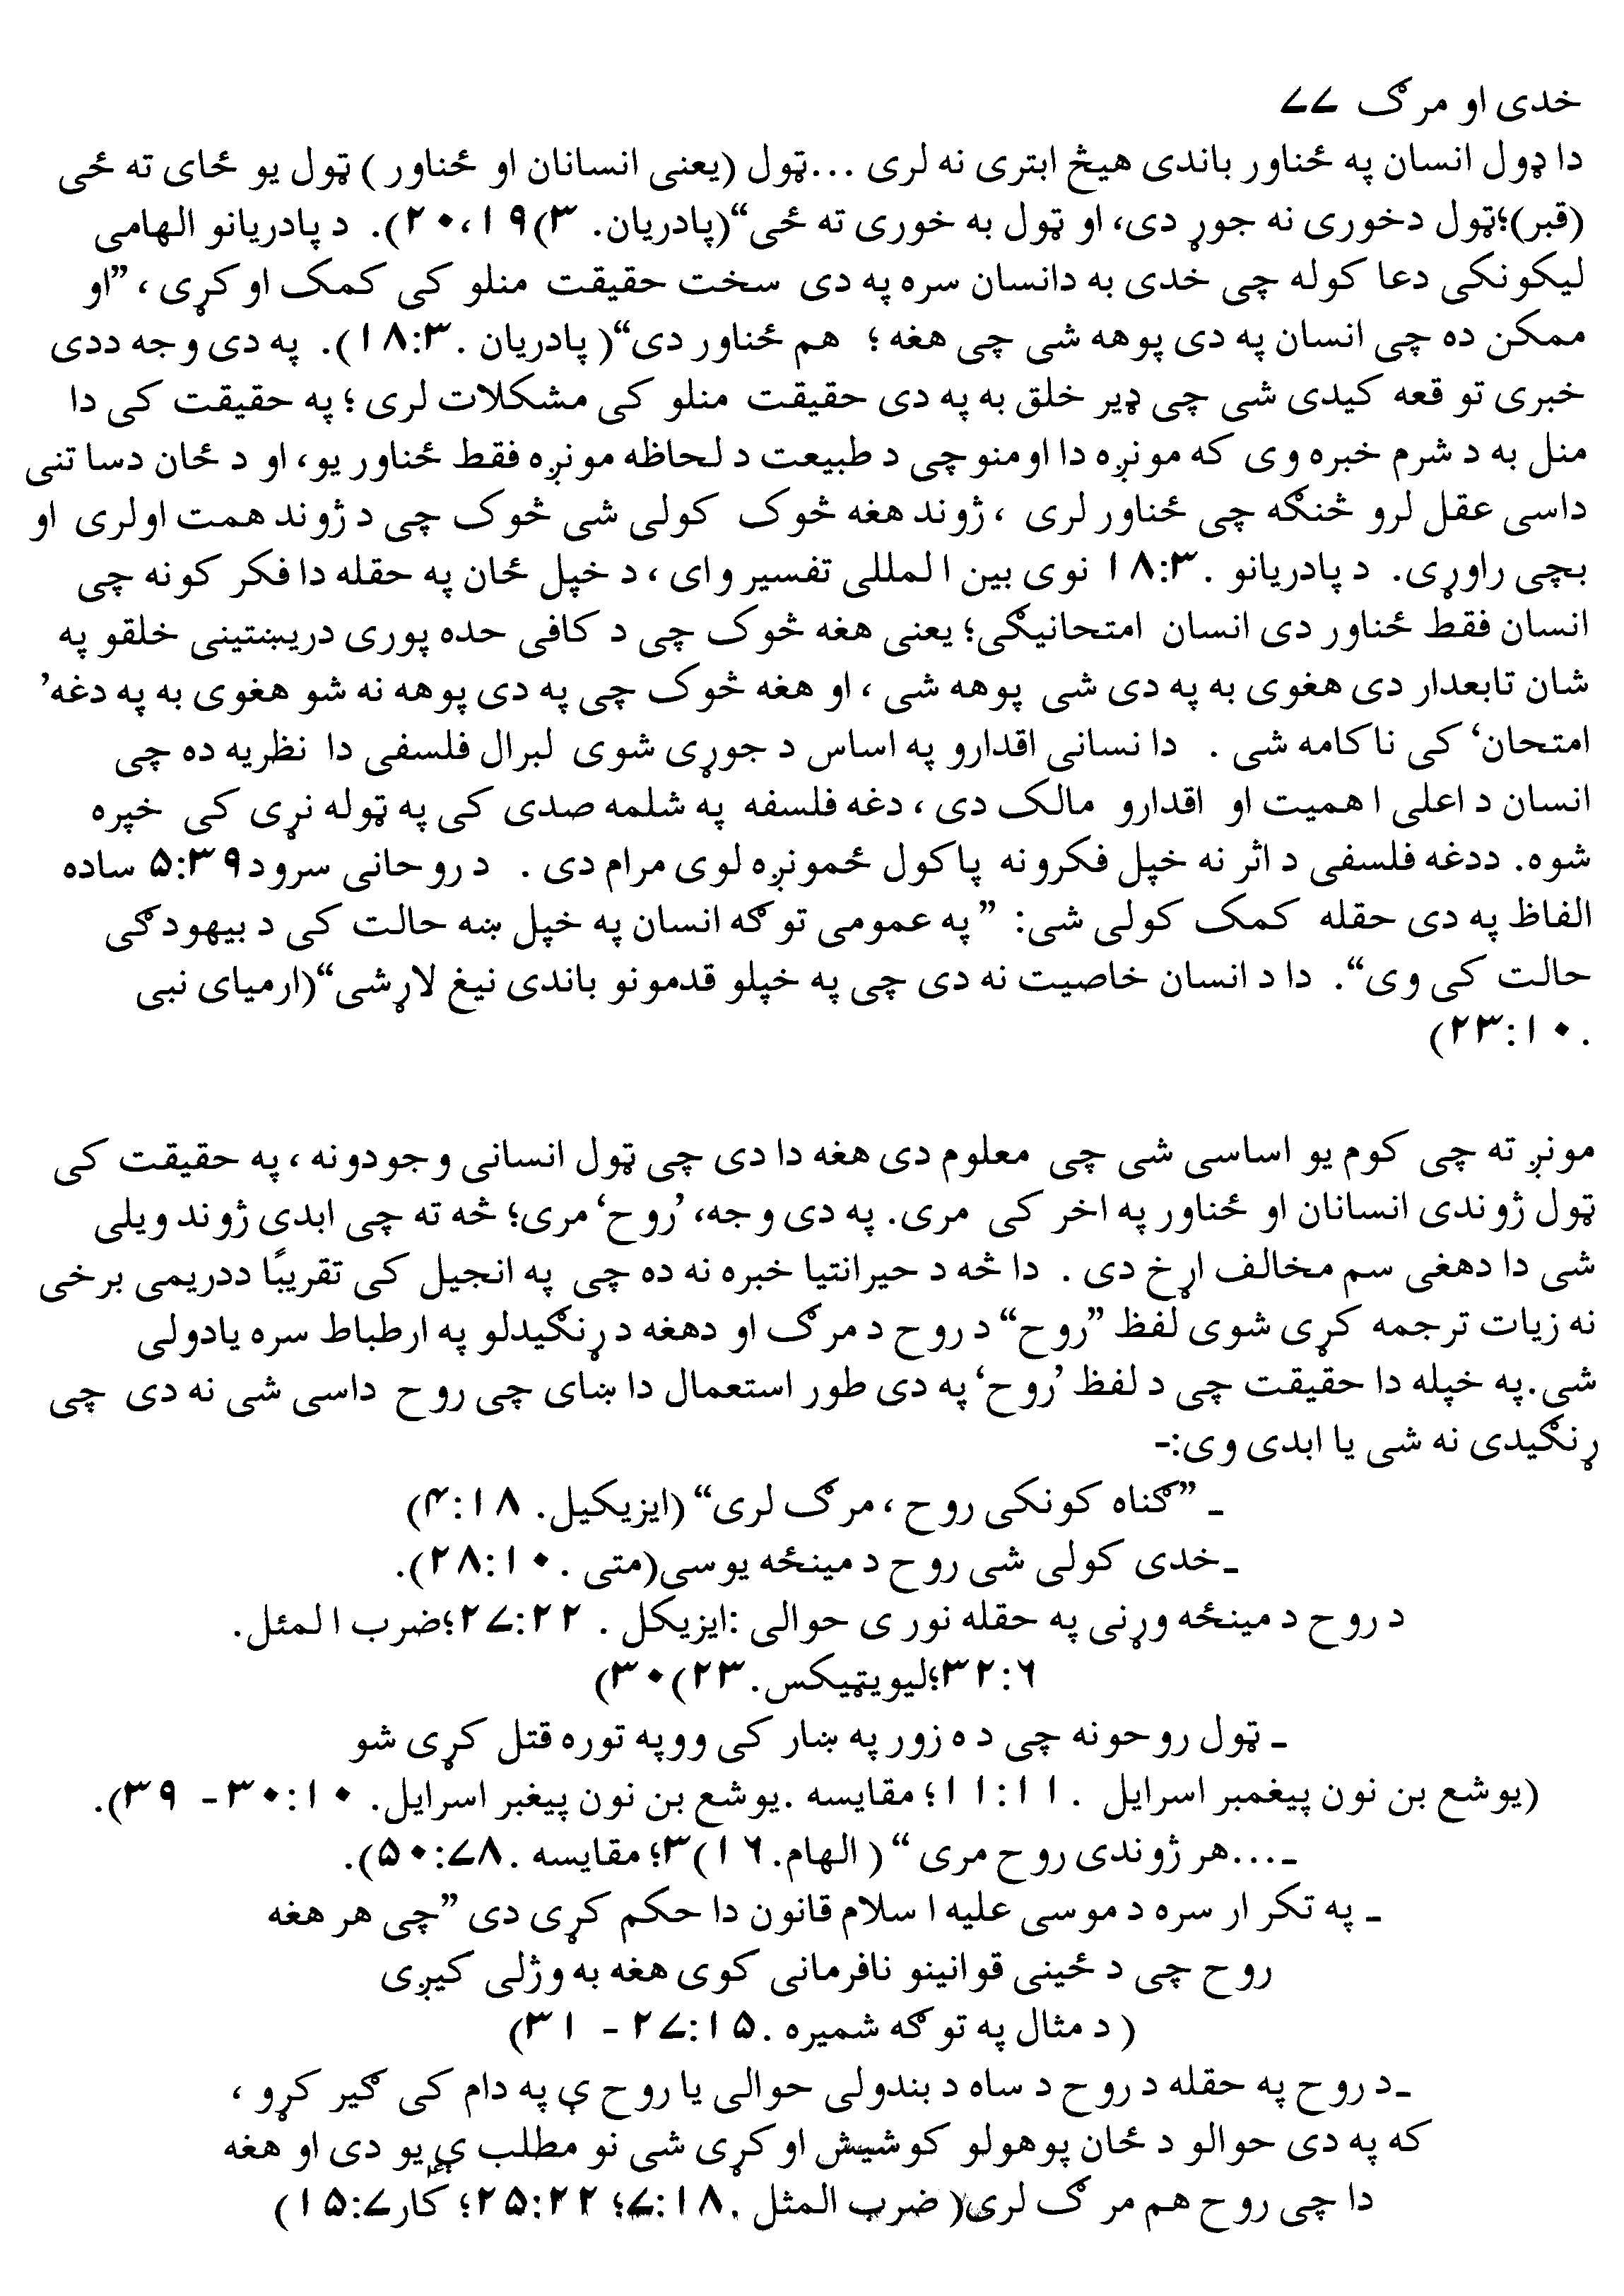 خدی او مرګ ۷۷
دا ډول انسان په ځناور باندی هیڅ ابتری نه لری ...ټول (یعنی انسانان او ځناور ) ټول یو ځای ته ځی
(قبر)؛ټول دخوری نه جوړ دی، او ټول به خوری ته ځی“(پادریان. ۳)۲۰،۱۹). د پادریانو الهامی
لیکونکی دعا کوله چی خدی به دانسان سره په دی سخت حقیقت منلو کی کمک اوکړی ، ”او
ممکن ده چی انسان په دی پوهه شی چی هغه ؛ هم ځناور دی“( پادریان .۱۸:۳). په دی وجه ددی
خبری توقعه کیدی شی چی ډیر خلق به په دی حقیقت منلو کی مشکلات لری ؛ په حقیقت کی دا
منل به د شرم خبره وی که مونږه دا اومنو چی د طبیعت د لحاظه مونږه فقط ځناور یو، او د ځان دساتنی
داسی عقل لرو څنګه چی ځناور لری ، ژوند هغه څوک کولی شی څوک چی د ژوند همت اولری او
بچی راوړی. د پادریانو .۱۸:۳ نوی بین المللی تفسیر وای ، د خپل ځان په حقله دا فکر کونه چی
انسان فقط ځناور دی انسان امتحانیګی؛ یعنی هغه څوک چی د کافی حده پوری دریښتینی خلقو په
شان تابعدار دی هغوی به په دی شی پوهه شی ، او هغه څوک چی په دی پوهه نه شو هغوی به په دغه’
امتحان‘ کی ناکامه شی . دانسانی اقدارو په اساس د جوړی شوی لبرال فلسفی دا نظریه ده چی
انسان د اعلی اهمیت او اقدارو مالک دی ، دغه فلسفه په شلمه صدی کی په ټوله نړی کی خپره
شوه. ددغه فلسفی د اثر نه خپل فکرونه پاکول ځمونږه لوی مرام دی . د روحانی سرود ۵:۳۹ ساده
الفاظ په دی حقله کمک کولی شی: ” په عمومی توګه انسان په خپل ښه حالت کی د بیهودګی
حالت کی وی“. دا د انسان خاصیت نه دی چی په خپلو قدمونو باندی نیغ لاړشی“(ارمیای نبی
.۲۳:۱۰)
مونږ ته چی کوم یو اساسی شی چی معلوم دی هغه دا دی چی ټول انسانی وجودونه ، په حقیقت کی
ټول ژوندی انسانان او ځناور په اخر کی مری. په دی وجه، ’روح‘ مری؛ څه ته چی ابدی ژوند ویلی
شی دا دهغی سم مخالف اړخ دی . دا څه د حیرانتیا خبره نه ده چی په انجیل کی تقریبًا ددریمی برخی
نه زیات ترجمه کړی شوی لفظ ”روح“ د روح د مرګ او دهغه د ړنګیدلو په ارطباط سره یادولی
شی.په خپله دا حقیقت چی د لفظ ’روح‘ په دی طور استعمال دا ښای چی روح داسی شی نه دی چی
ړنګیدی نه شی یا ابدی وی:-
ـ ”ګناه کونکی روح ، مرګ لری“ (ایزیکیل. ۴:۱۸)
ـخدی کولی شی روح د مینځه یوسی(متی .۲۸:۱۰).
د روح د مینځه وړنی په حقله نوری حوالی :ایزیکل . ۲۷:۲۲؛ضرب المئل.
۳۲:۶؛لیویټیکس.۲۳)۳۰)
ـ ټول روحونه چی د ه زور په ښار کی ووپه توره قتل کړی شو
(یوشع بن نون پیغمبر اسرایل .۱۱:۱۱؛ مقایسه .یوشع بن نون پیغبر اسرایل. ۳۰:۱۰- ۳۹).
ـ...هر ژوندی روح مری “ ( الهام.۱۶)۳؛ مقایسه .۵۰:۷۸).
ـ په تکرار سره د موسی علیه اسلام قانون دا حکم کړی دی ”چی هر هغه
روح چی د ځینی قوانینو نافرمانی کوی هغه به وژلی کیږی
( د مثال په توګه شمیره .۲۷:۱۵ - ۳۱)
ـد روح په حقله د روح د ساه د بندولی حوالی یا روح ې په دام کی ګیر کړو ،
که په دی حوالو د ځان پوهولو کوشیش اوکړی شی نو مطلب ې یو دی او هغه
دا چی روح هم مرګ لری( ضرب المثل .۷:۱۸؛ ۲۵:۲۲؛ کار۱۵:۷)